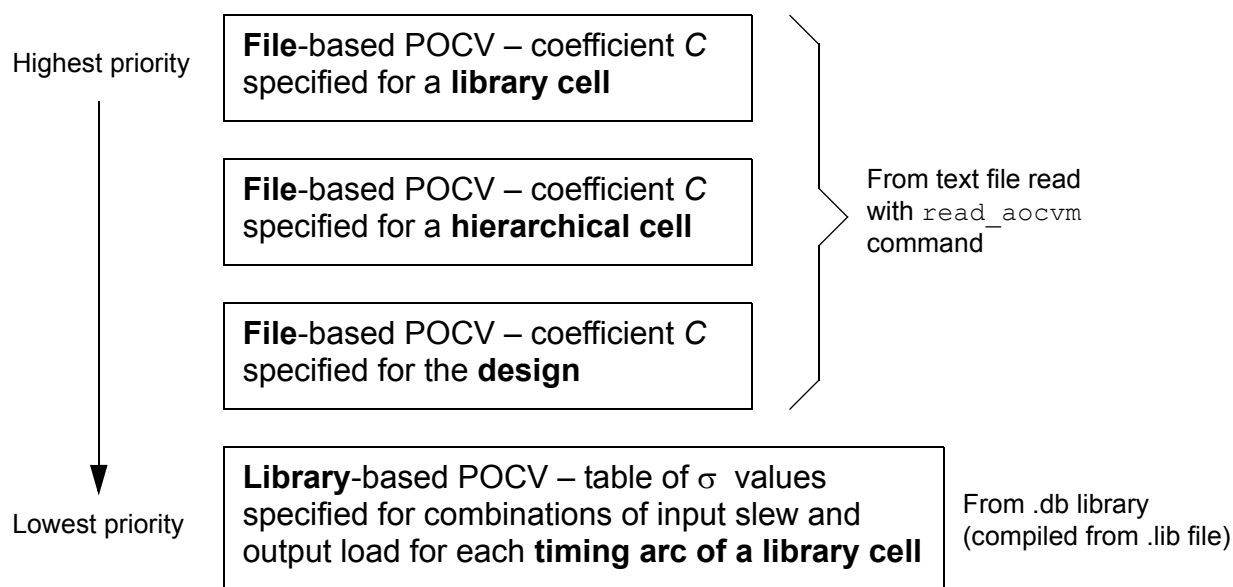 Highest priority
File-based POCV – coefficient C
specified for a library cell
File-based POCV – coefficient C
specified for a hierarchical cell
From text file read
with read_aocvm
command
File-based POCV – coefficient C
specified for the design
Library-based POCV – table of σ values
specified for combinations of input slew and
output load for each timing arc of a library cell
Lowest priority
From .db library
(compiled from .lib file)